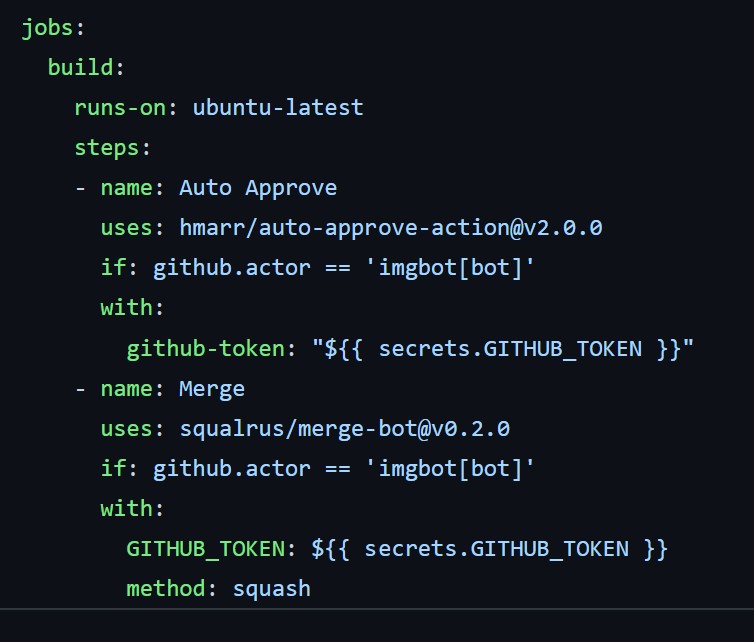 jobs:
  build:
    runs-on: ubuntu-latest
    steps:
    - name: Auto Approve
      uses: hmarr/auto-approve-action@v2.0.0
      if: github.actor == 'imgbot[bot]'
      with:
        github-token: "${{ secrets.GITHUB_TOKEN }}"
    - name: Merge
      uses: squalrus/merge-bot@v0.2.0
      if: github.actor == 'imgbot[bot]'
      with:
        GITHUB_TOKEN: ${{ secrets.GITHUB_TOKEN }}
        method: squash